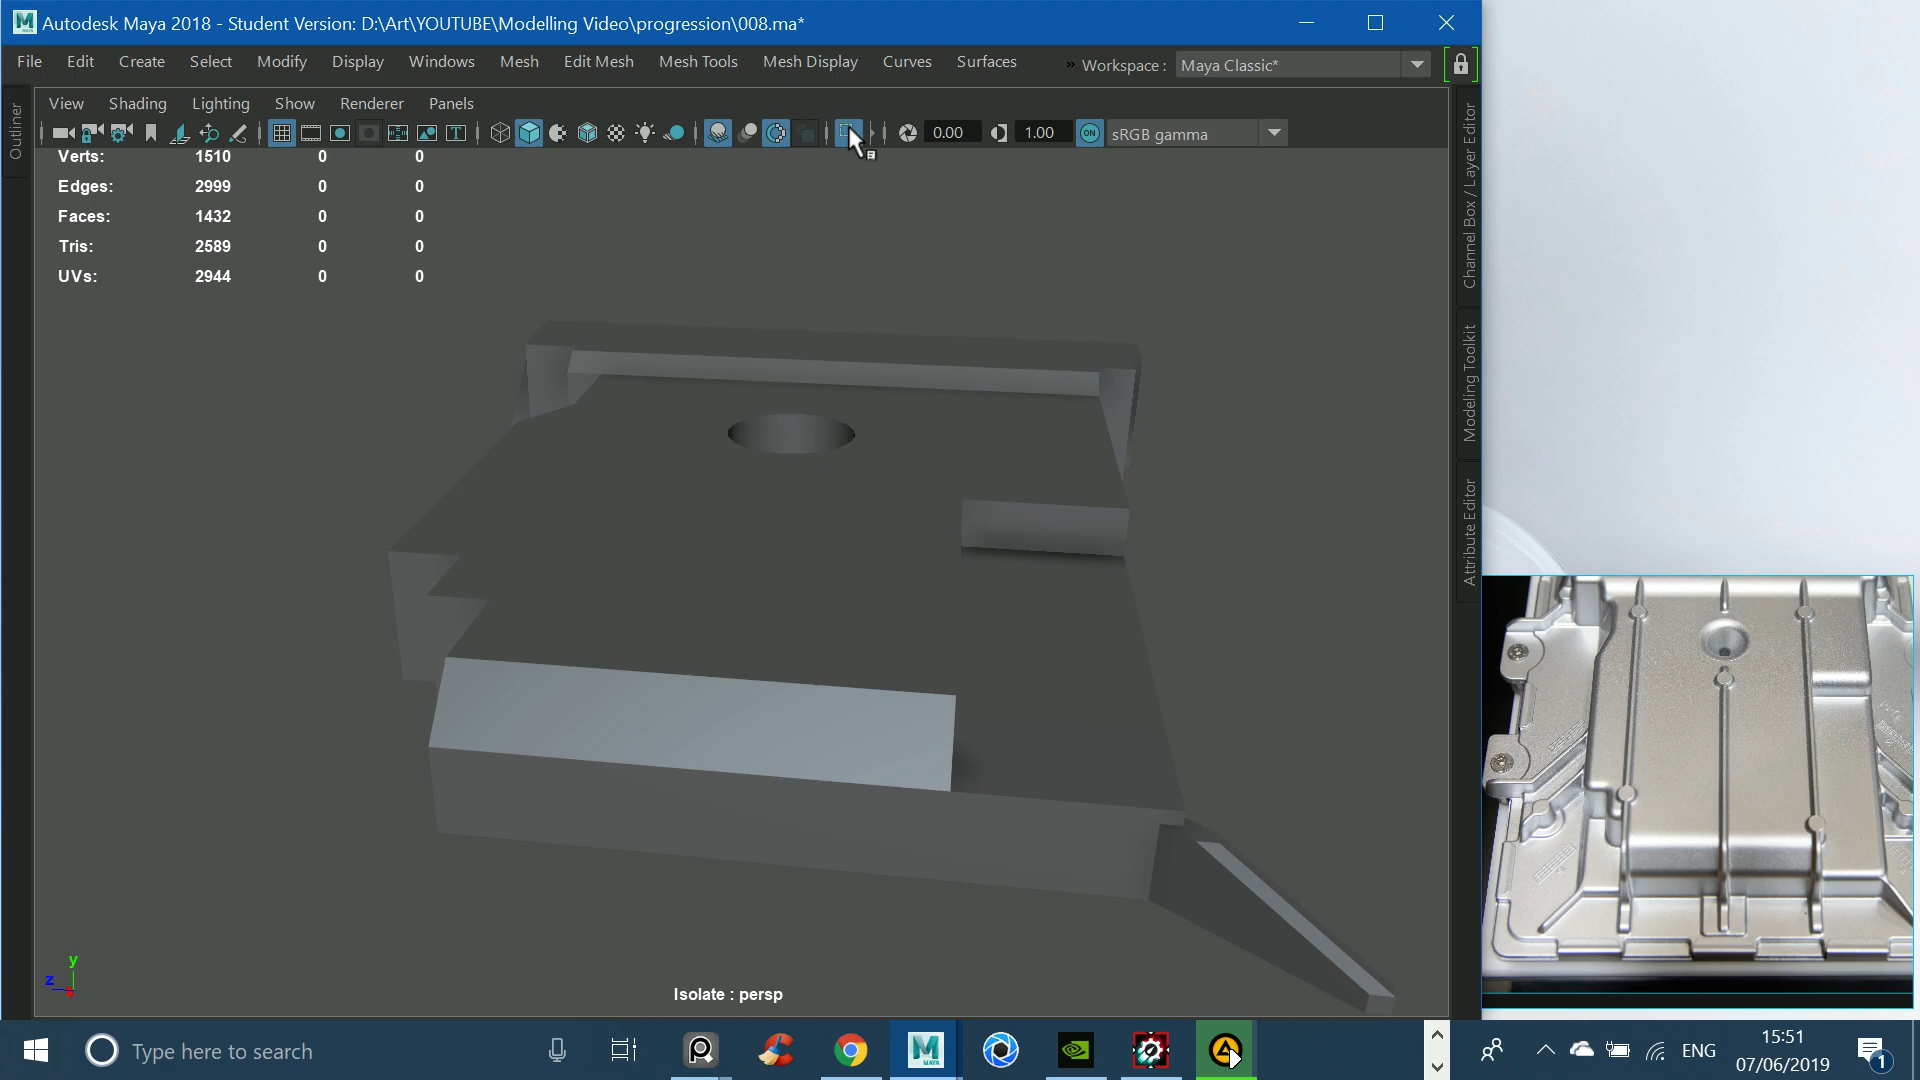 Autodesk Maya 2018 - Student Version: D:\Art\YOUTUBE\Modelling Video\progression\008.ma*
File Edit Create Select Modify Display Windows Mesh Edit Mesh Mesh Tools Mesh Display Curves Surfaces » Workspace : Maya Classic*
View Shading Lighting Show Renderer Panels
0.00 1.00 ON sRGB gamma
Outliner
Channel Box / Layer Editor
Modeling Toolkit
Attribute Editor
Verts: 1510 0 0
Edges: 2999 0 0
Faces: 1432 0 0
Tris: 2589 0 0
UVs: 2944 0 0
y
z
Isolate : persp
Type here to search
MAYA
ENG
15:51
07/06/2019
1